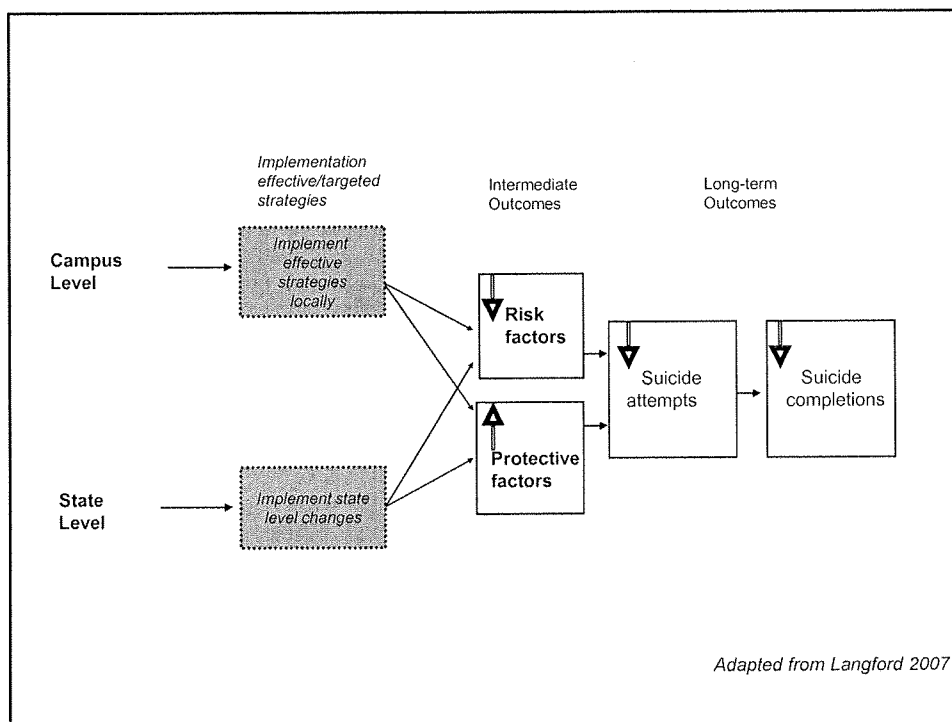 Implementation
effective/targeted
strategies
Intermediate
Outcomes
Long-term
Outcomes
Campus
Level
Implement
effective
strategies
locally
Risk
factors
Suicide
attempts
Suicide
completions
Protective
factors
State
Level
Implement state
level changes
Adapted from Langford 2007